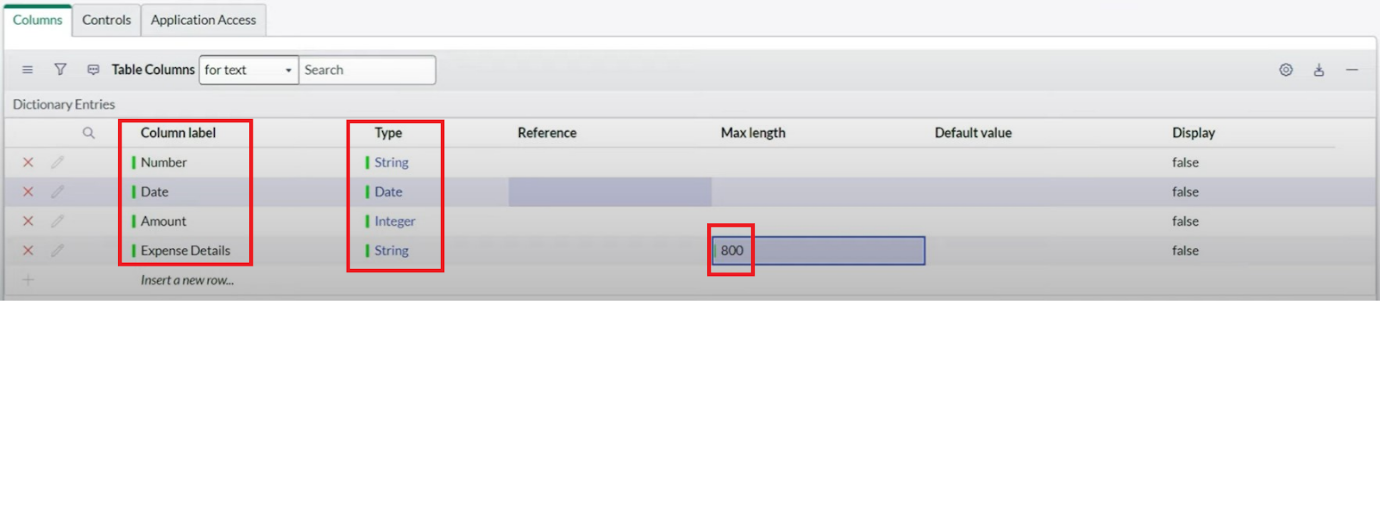 Columns Controls Application Access
Table Columns for text Search
Dictionary Entries
Column label Type Reference Max length Default value Display
Number String false
Date Date false
Amount Integer false
Expense Details String 800 false
Insert a new row...